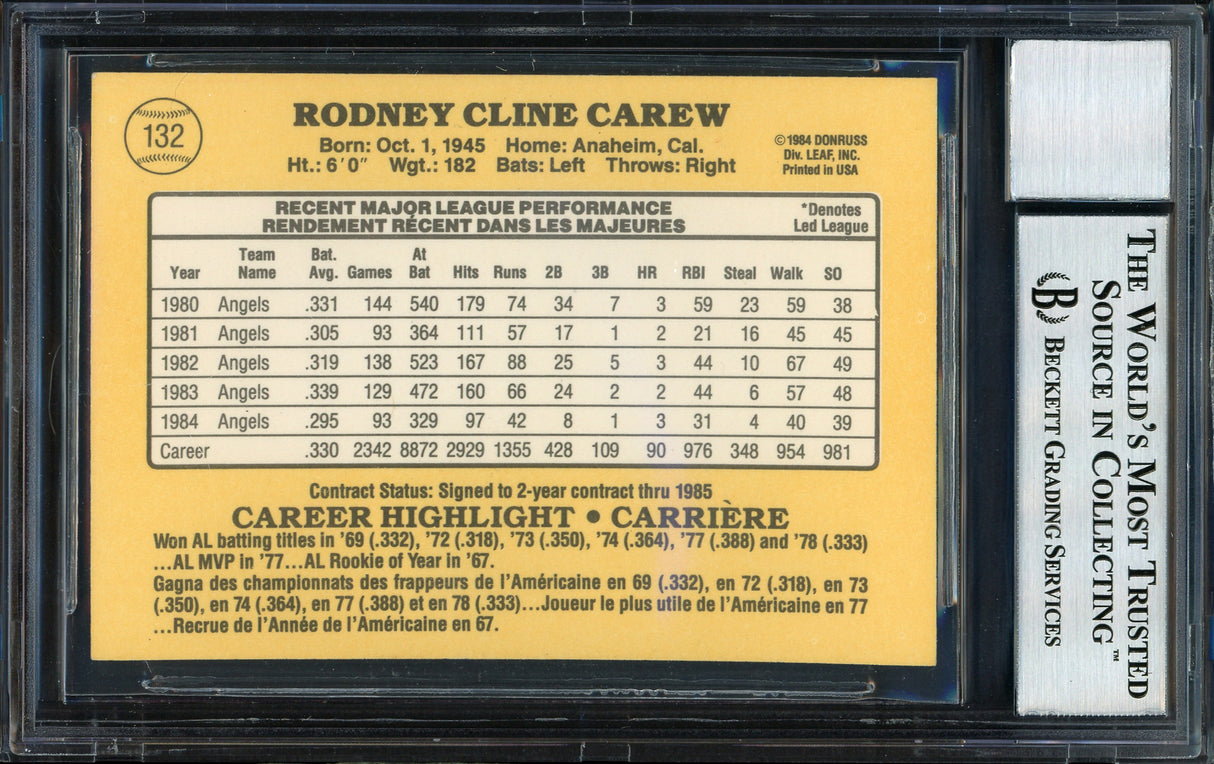 132
RODNEY CLINE CAREW
Born: Oct. 1, 1945 Home: Anaheim, Cal.
Ht.: 6'0" Wgt.: 182 Bats: Left Throws: Right
©1984 DONRUSS
Div. LEAF, INC.
Printed in USA
RECENT MAJOR LEAGUE PERFORMANCE
RENDEMENT RÉCENT DANS LES MAJEURES
*Denotes
Led League
Year Team Name Bat. Avg. Games At Bat Hits Runs 2B 3B HR RBI Steal Walk SO
1980 Angels .331 144 540 179 74 34 7 3 59 23 59 38
1981 Angels .305 93 364 111 57 17 1 2 21 16 45 45
1982 Angels .319 138 523 167 88 25 5 3 44 10 67 49
1983 Angels .339 129 472 160 66 24 2 2 44 6 57 48
1984 Angels .295 93 329 97 42 8 1 3 31 4 40 39
Career .330 2342 8872 2929 1355 428 109 90 976 348 954 981
Contract Status: Signed to 2-year contract thru 1985
CAREER HIGHLIGHT • CARRIÈRE
Won AL batting titles in '69 (.332), '72 (.318), '73 (.350), '74 (.364), '77 (.388) and '78 (.333)
...AL MVP in '77...AL Rookie of Year in '67.
Gagna des championnats des frappeurs de l'Américaine en 69 (.332), en 72 (.318), en 73
(.350), en 74 (.364), en 77 (.388) et en 78 (.333)...Joueur le plus utile de l'Américaine en 77
...Recrue de l'Année de l'Américaine en 67.
THE WORLD'S MOST TRUSTED
SOURCE IN COLLECTING™
B BECKETT GRADING SERVICES